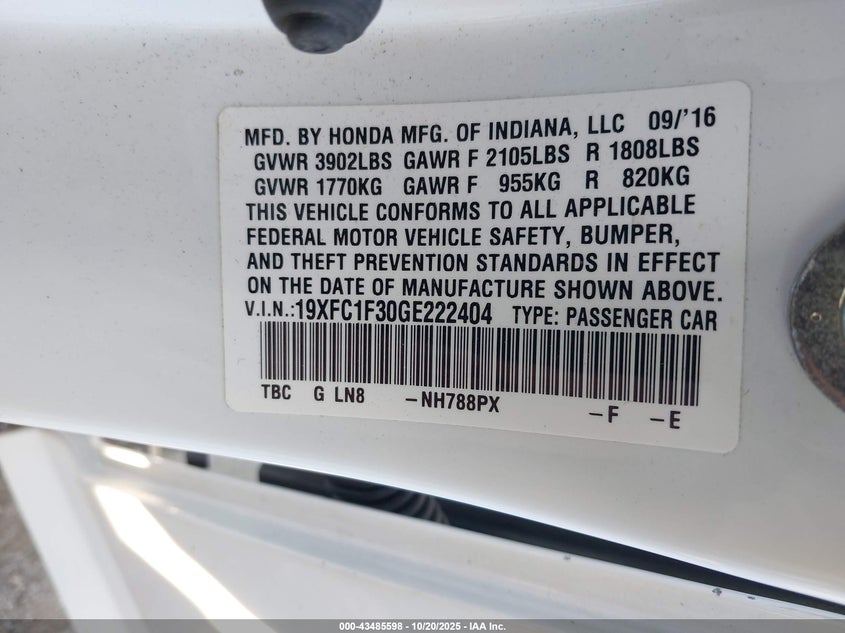 MFD. BY HONDA MFG. OF INDIANA, LLC 09/'16
GVWR 3902LBS GAWR F 2105LBS R 1808LBS
GVWR 1770KG GAWR F 955KG R 820KG
THIS VEHICLE CONFORMS TO ALL APPLICABLE
FEDERAL MOTOR VEHICLE SAFETY, BUMPER,
AND THEFT PREVENTION STANDARDS IN EFFECT
ON THE DATE OF MANUFACTURE SHOWN ABOVE.
V.I.N.:19XFC1F30GE222404 TYPE: PASSENGER CAR
TBC G LN8 -NH788PX -F -E
000-43485598 - 10/20/2025 - IAA Inc.